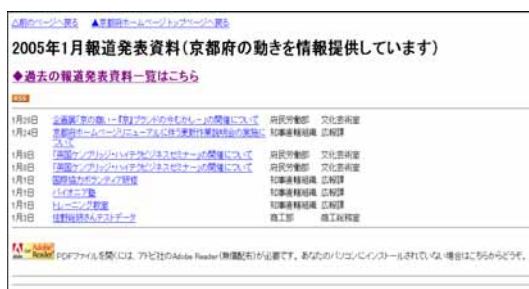 △前のページへ戻る ▲京都府ホームページトップページへ戻る
2005年1月報道発表資料(京都府の動きを情報提供しています)
◆過去の報道発表資料一覧はこちら
RSS
1月26日 企画展「京の商い-『京』ブランドの今むかし-」の開催について 府民労働部 文化芸術室
1月24日 京都府ホームページリニューアルに伴う更新作業説明会の実施について 知事直轄組織 広報課
1月8日 「英国ケンブリッジ・ハイテクビジネスセミナー」の開催について 府民労働部 文化芸術室
1月8日 「英国ケンブリッジ・ハイテクビジネスセミナー」の開催について 府民労働部 文化芸術室
1月1日 国際協力ボランティア研修 知事直轄組織 広報課
1月1日 パイオニア塾 知事直轄組織 広報課
1月1日 トレーニング教室 知事直轄組織 広報課
1月3日 佳野総研さんテストデータ 商工部 商工総務室
Get Adobe Reader PDFファイルを開くには、アドビ社のAdobe Reader(無償配布)が必要です。あなたのパソコンにインストールされていない場合はこちらからどうぞ。